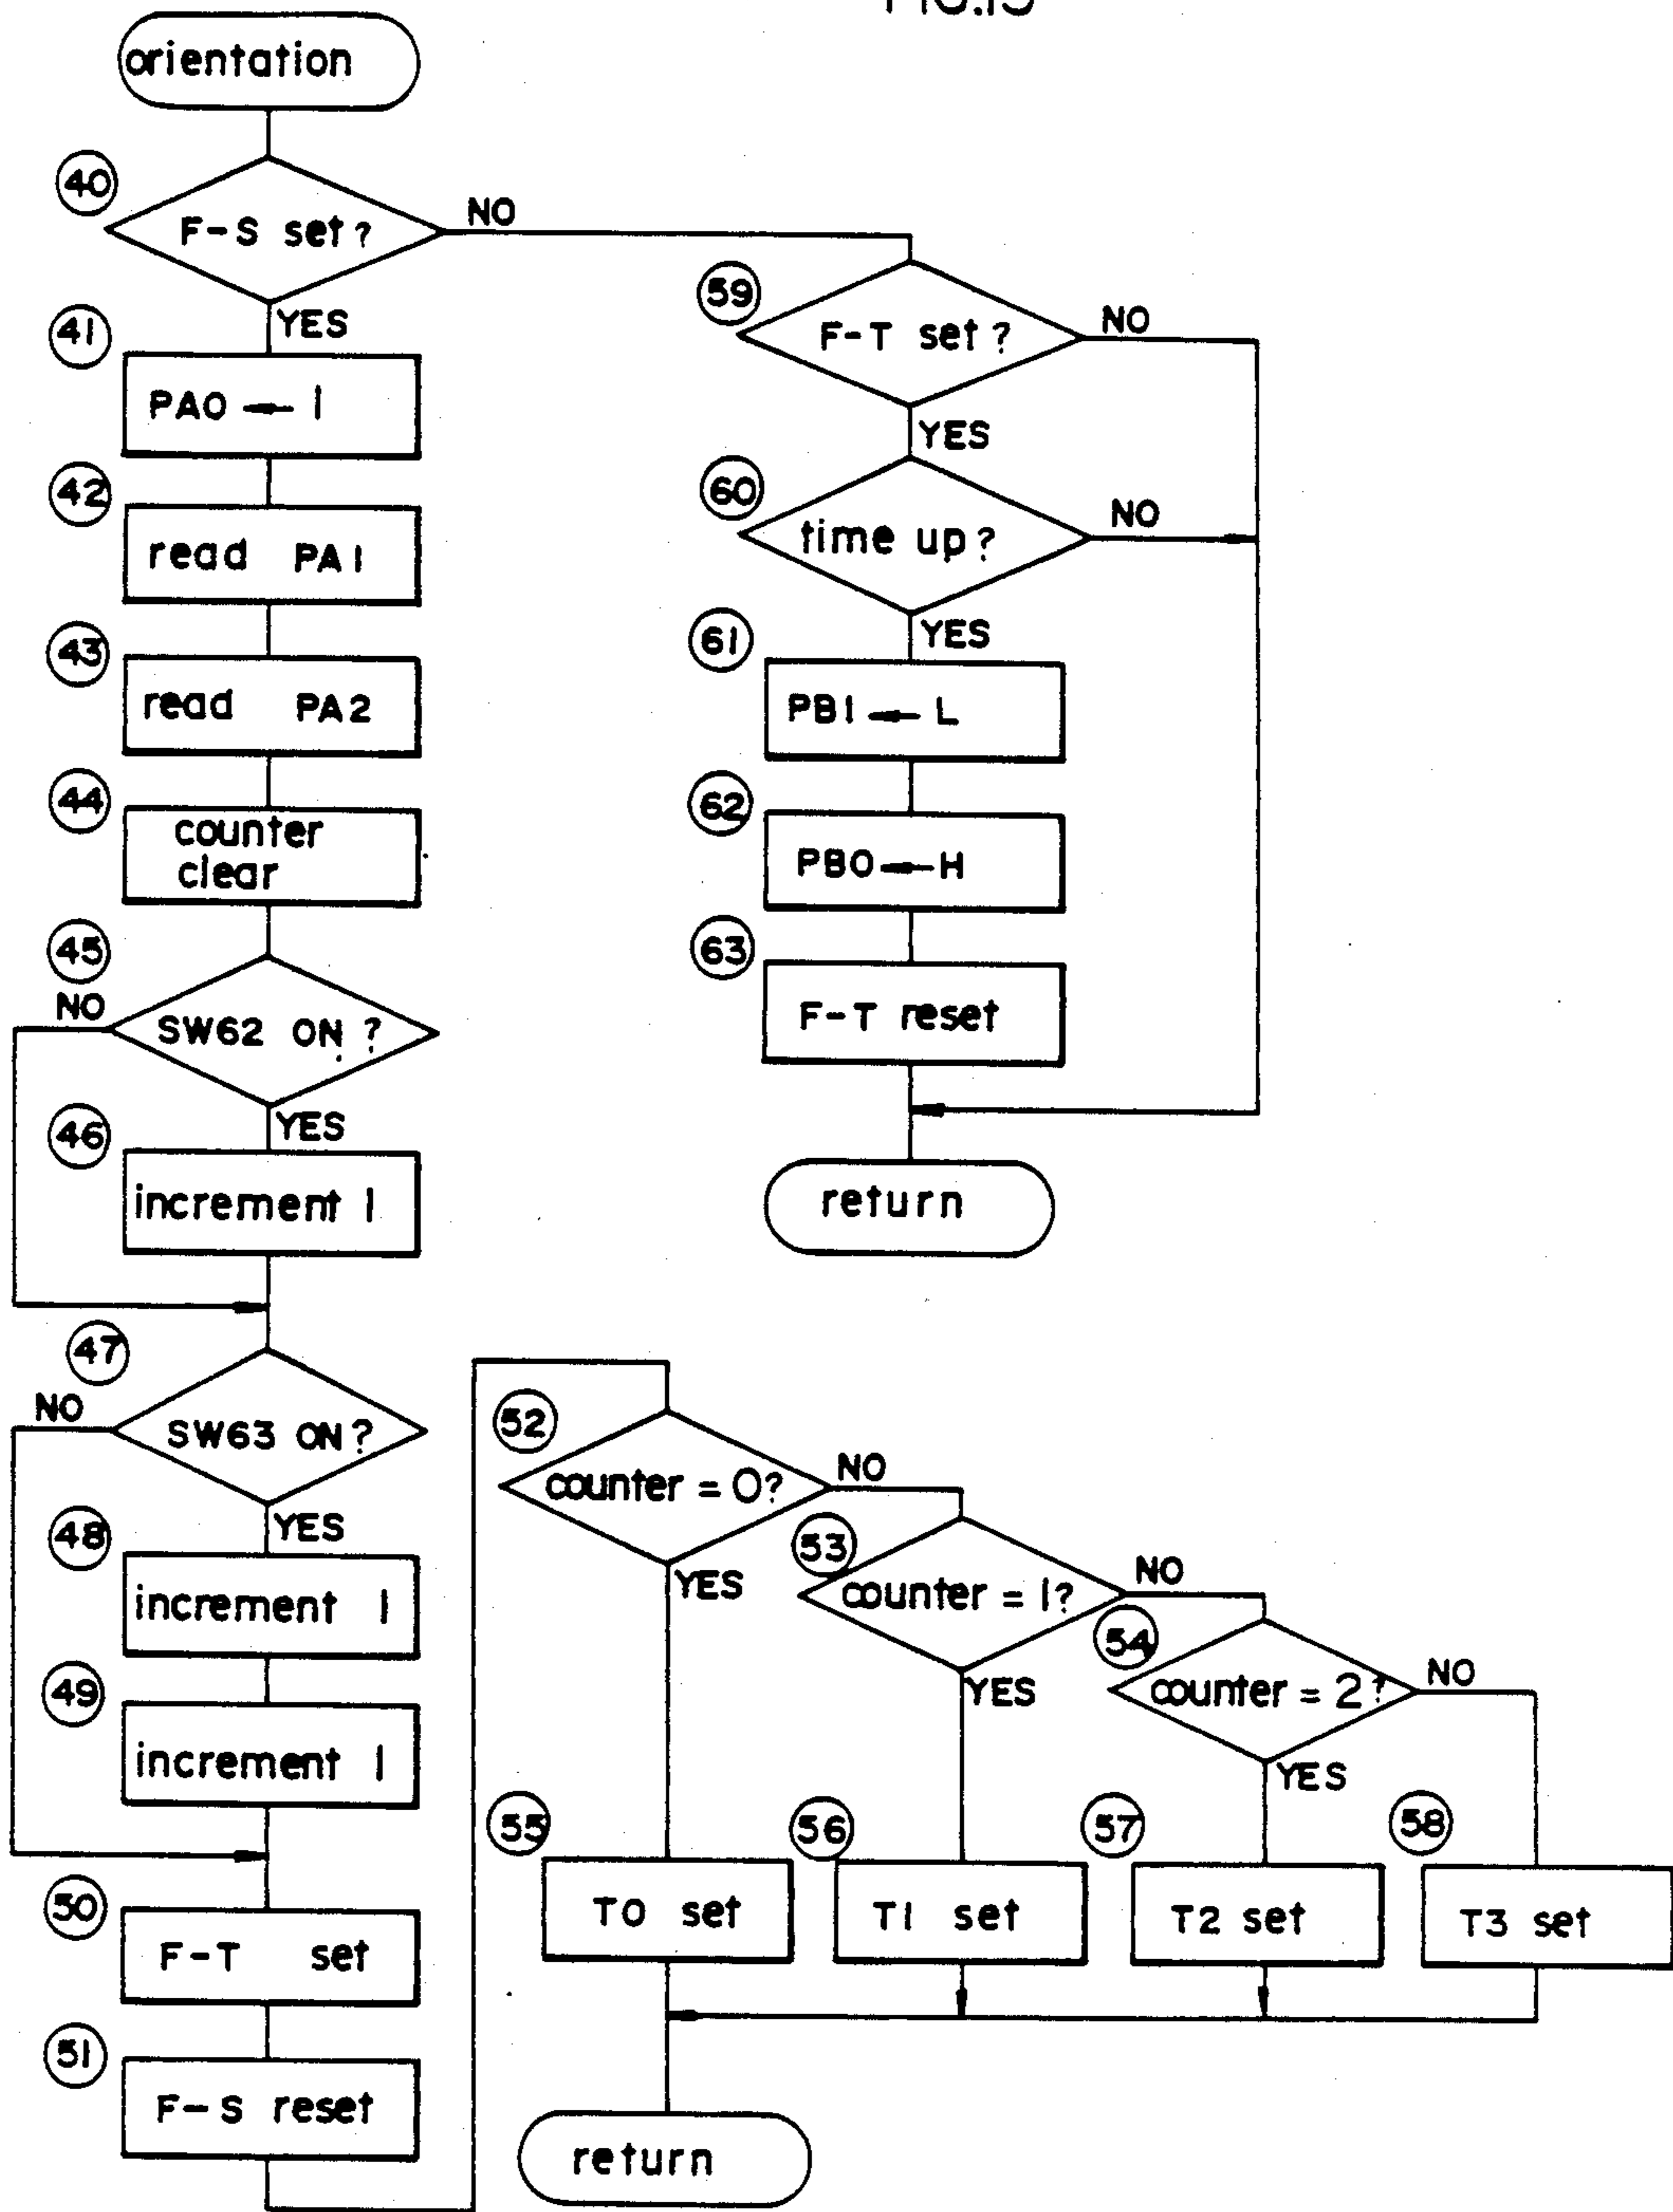 FIG.15
orientation
40
F-S set?
NO
YES
41
PA0 ← 1
42
read PA1
43
read PA2
44
counter
clear
45
NO
SW62 ON ?
YES
46
increment 1
47
NO
SW63 ON?
YES
48
increment 1
49
increment 1
50
F-T set
51
F-S reset
59
F-T set?
NO
YES
60
time up?
NO
YES
61
PB1 ← L
62
PB0 ← H
63
F-T reset
return
52
counter = 0?
NO
YES
53
counter = 1?
NO
YES
54
counter = 2?
NO
YES
55
T0 set
56
T1 set
57
T2 set
58
T3 set
return